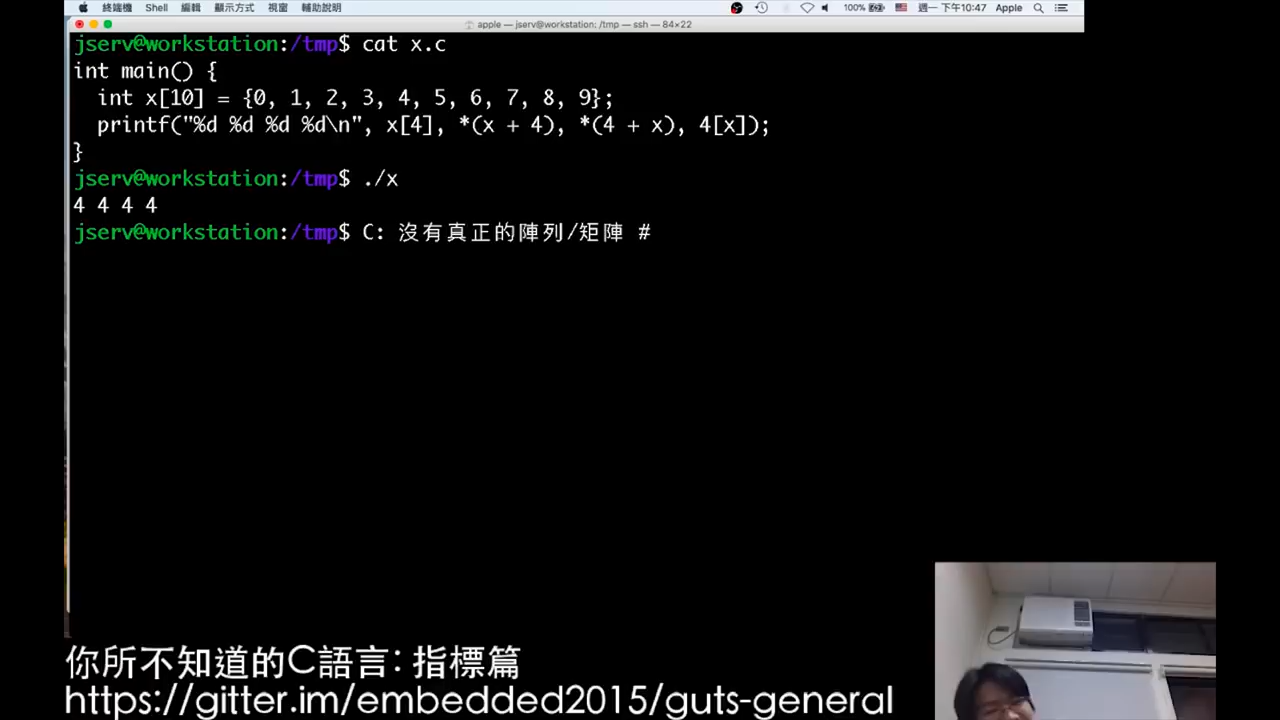 終端機 Shell 編輯 顯示方式 視窗 輔助說明 100% 週一 下午10:47 Apple
apple — jserv@workstation: /tmp — ssh — 84×22
jserv@workstation:/tmp$ cat x.c
int main() {
  int x[10] = {0, 1, 2, 3, 4, 5, 6, 7, 8, 9};
  printf("%d %d %d %d\n", x[4], *(x + 4), *(4 + x), 4[x]);
}
jserv@workstation:/tmp$ ./x
4 4 4 4
jserv@workstation:/tmp$ C: 沒有真正的陣列/矩陣 #
你所不知道的C語言: 指標篇
https://gitter.im/embedded2015/guts-general